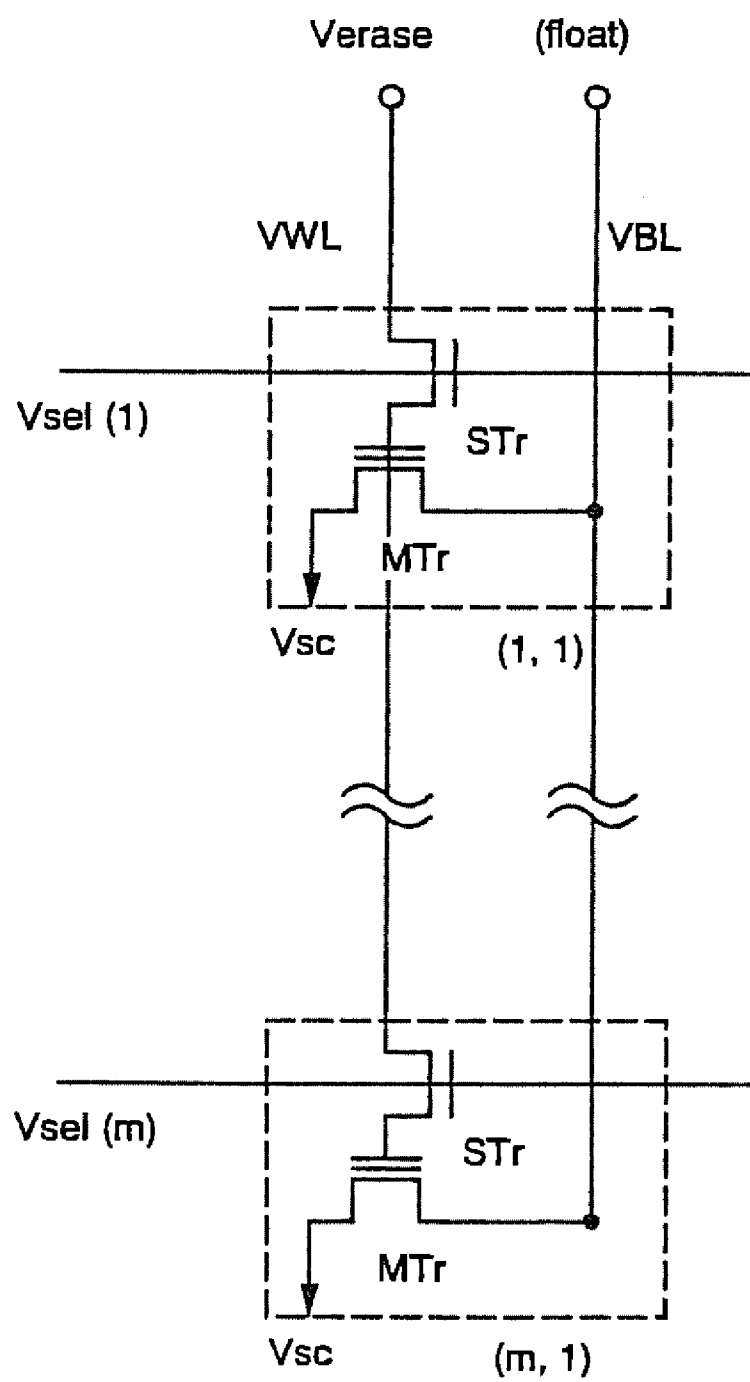 Verase (float)
VWL VBL
Vsel (1)
STr
MTr
Vsc (1, 1)
Vsel (m)
STr
MTr
Vsc (m, 1)